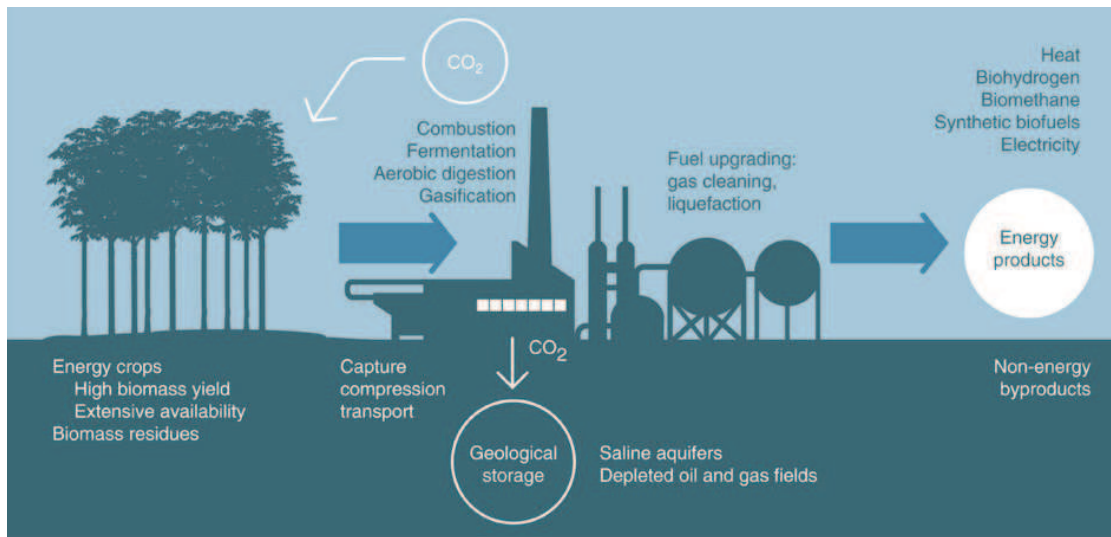 CO2
Combustion
Fermentation
Aerobic digestion
Gasification
Fuel upgrading:
gas cleaning,
liquefaction
Heat
Biohydrogen
Biomethane
Synthetic biofuels
Electricity
Energy
products
Energy crops
High biomass yield
Extensive availability
Biomass residues
Capture
compression
transport
CO2
Geological
storage
Saline aquifers
Depleted oil and gas fields
Non-energy
byproducts